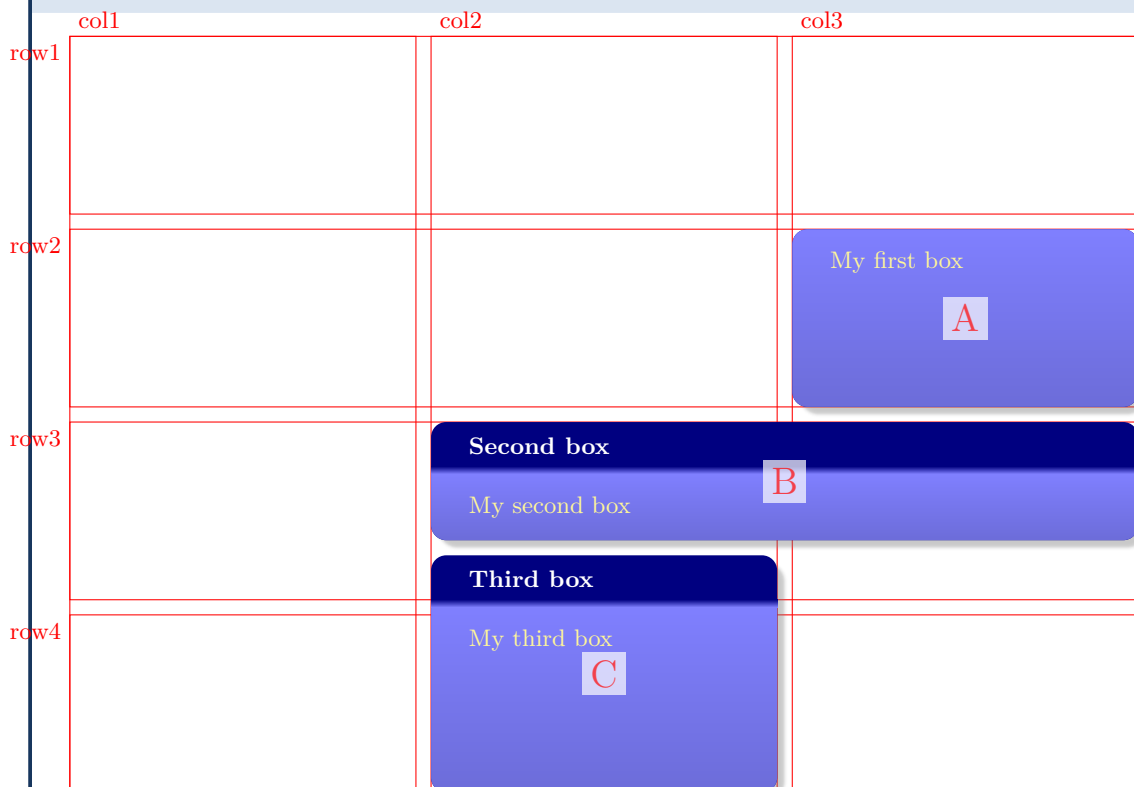 col1 col2 col3
row1
row2
My first box
A
row3
Second box
B
My second box
Third box
row4
My third box
C